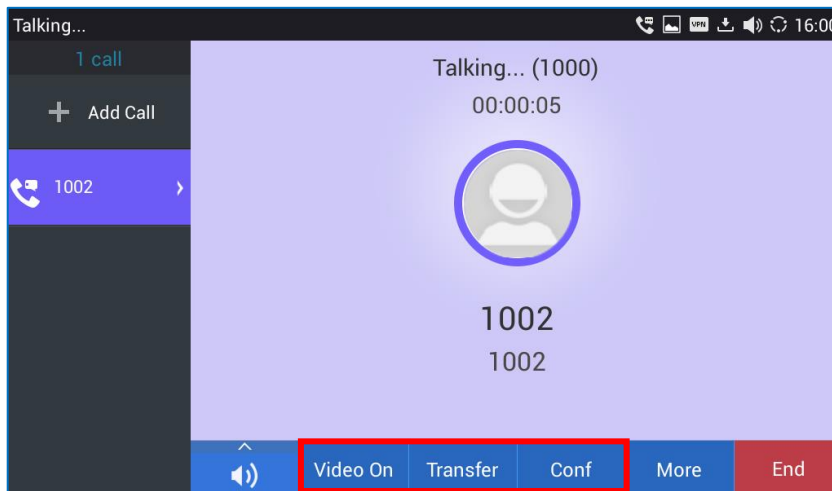 Talking...
VPN
16:00
1 call
Add Call
1002
Talking... (1000)
00:00:05
1002
1002
Video On
Transfer
Conf
More
End